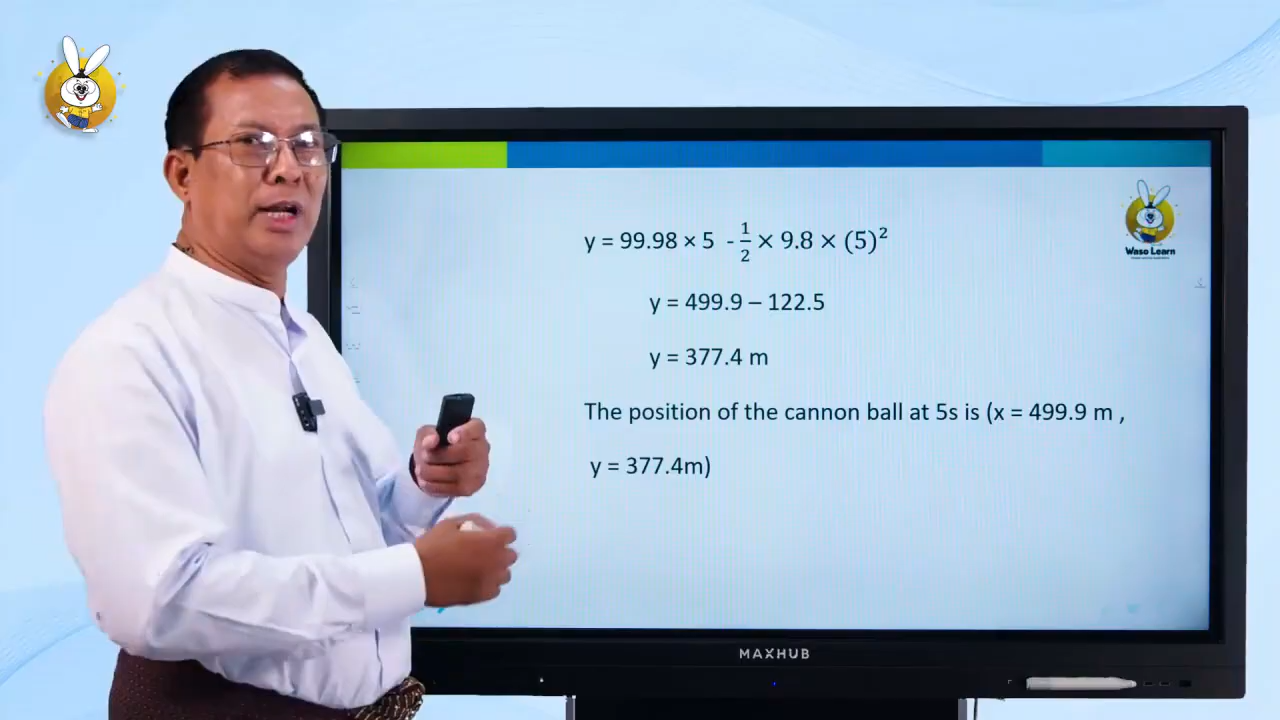 y = 99.98 × 5 - 1/2 × 9.8 × (5)²
y = 499.9 – 122.5
y = 377.4 m
The position of the cannon ball at 5s is (x = 499.9 m ,
y = 377.4m)
Waso Learn
MAXHUB